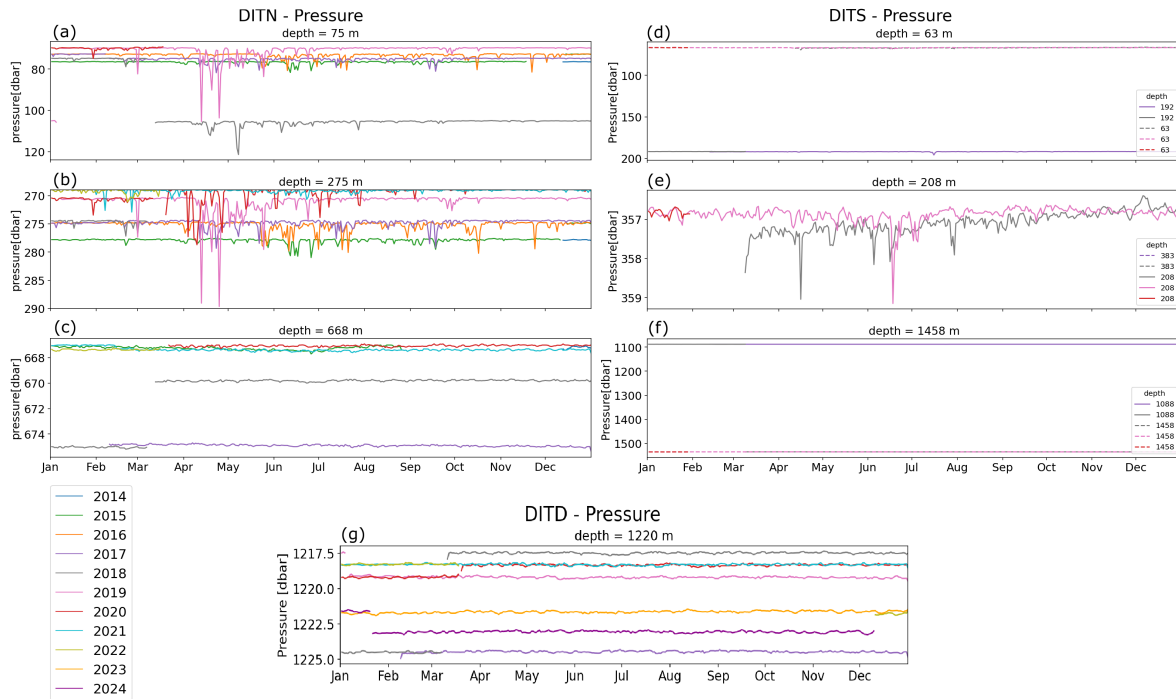 DITN - Pressure
(a)
depth = 75 m
pressure[dbar]
80
100
120
(b)
depth = 275 m
pressure[dbar]
270
275
280
285
290
(c)
depth = 668 m
pressure[dbar]
668
670
672
674
Jan Feb Mar Apr May Jun Jul Aug Sep Oct Nov Dec
DITS - Pressure
(d)
depth = 63 m
Pressure[dbar]
100
150
200
depth
192
192
63
63
63
(e)
depth = 208 m
Pressure[dbar]
357
358
359
depth
383
383
208
208
208
(f)
depth = 1458 m
Pressure[dbar]
1100
1200
1300
1400
1500
depth
1088
1088
1458
1458
1458
Jan Feb Mar Apr May Jun Jul Aug Sep Oct Nov Dec
2014
2015
2016
2017
2018
2019
2020
2021
2022
2023
2024
DITD - Pressure
(g)
depth = 1220 m
Pressure [dbar]
1217.5
1220.0
1222.5
1225.0
Jan Feb Mar Apr May Jun Jul Aug Sep Oct Nov Dec